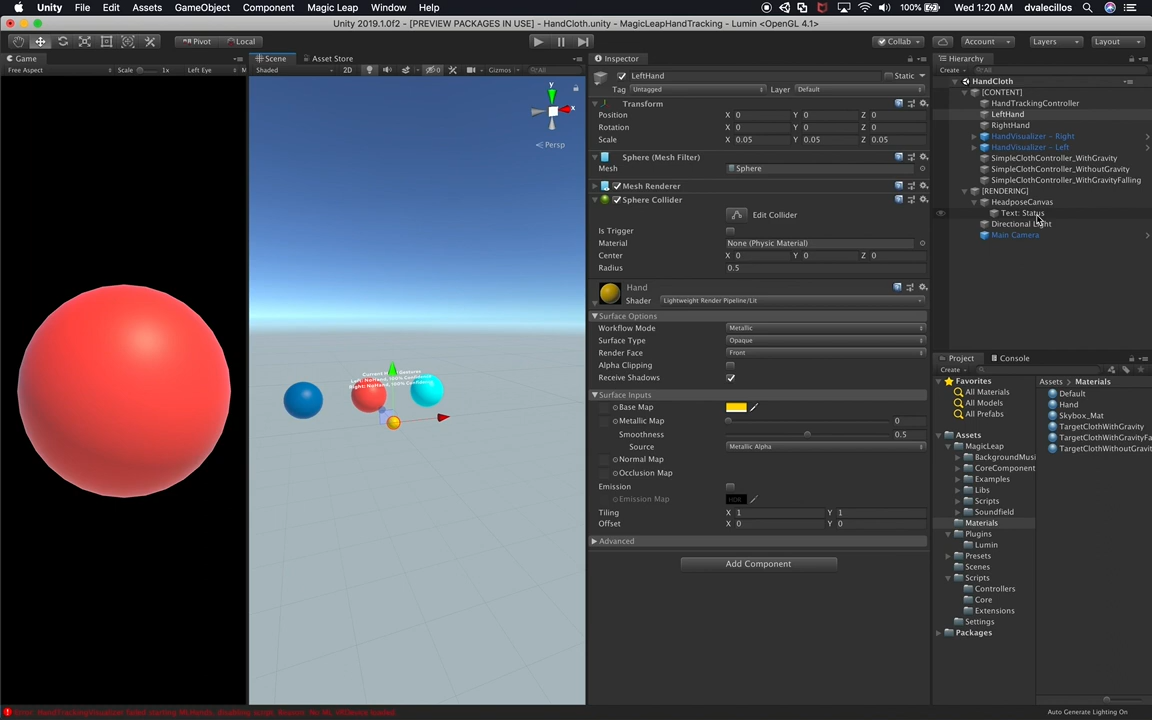 Unity File Edit Assets GameObject Component Magic Leap Window Help 100% Wed 1:20 AM dvalecillos
Unity 2019.1.0f2 - [PREVIEW PACKAGES IN USE] - HandCloth.unity - MagicLeapHandTracking - Lumin <OpenGL 4.1>
Pivot Local Collab Account Layers Layout
Game Scene Asset Store Inspector Hierarchy
Free Aspect Scale 1x Left Eye Shaded 2D Gizmos All Create All
LeftHand Static
Tag Untagged Layer Default
Transform
Position X 0 Y 0 Z 0
Rotation X 0 Y 0 Z 0
Scale X 0.05 Y 0.05 Z 0.05
Sphere (Mesh Filter)
Mesh Sphere
Mesh Renderer
Sphere Collider
Edit Collider
Is Trigger
Material None (Physic Material)
Center X 0 Y 0 Z 0
Radius 0.5
Hand
Shader Lightweight Render Pipeline/Lit
Surface Options
Workflow Mode Metallic
Surface Type Opaque
Render Face Front
Alpha Clipping
Receive Shadows
Surface Inputs
Base Map
Metallic Map 0
Smoothness 0.5
Source Metallic Alpha
Normal Map
Occlusion Map
Emission
Emission Map HDR
Tiling X 1 Y 1
Offset X 0 Y 0
Advanced
Add Component
y
x
Persp
HandCloth
[CONTENT]
HandTrackingController
LeftHand
RightHand
HandVisualizer - Right
HandVisualizer - Left
SimpleClothController_WithGravity
SimpleClothController_WithoutGravity
SimpleClothController_WithGravityFalling
[RENDERING]
HeadposeCanvas
Text: Status
Directional Light
Main Camera
Project Console
Create
Favorites
All Materials
All Models
All Prefabs
Assets
MagicLeap
BackgroundMusi
CoreComponent
Examples
Libs
Scripts
Soundfield
Materials
Plugins
Lumin
Presets
Scenes
Scripts
Controllers
Core
Extensions
Settings
Packages
Assets Materials
Default
Hand
Skybox_Mat
TargetClothWithGravity
TargetClothWithGravityFa
TargetClothWithoutGravit
Auto Generate Lighting On